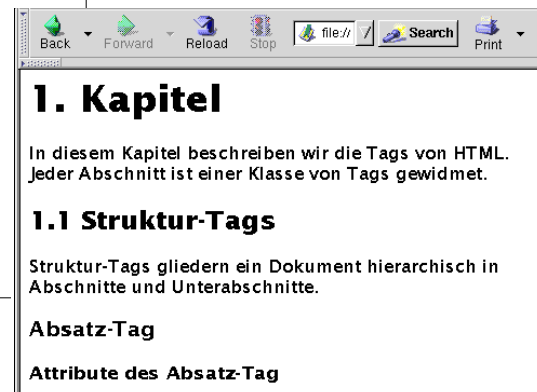 Back Forward Reload Stop file:// Search Print
1. Kapitel
In diesem Kapitel beschreiben wir die Tags von HTML.
Jeder Abschnitt ist einer Klasse von Tags gewidmet.
1.1 Struktur-Tags
Struktur-Tags gliedern ein Dokument hierarchisch in
Abschnitte und Unterabschnitte.
Absatz-Tag
Attribute des Absatz-Tag